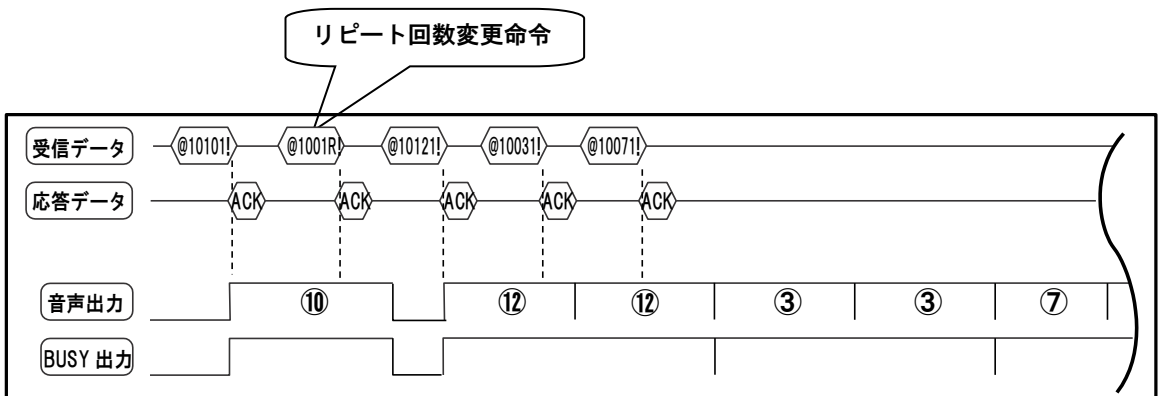 リピート回数変更命令
受信データ @10101! @1001R! @10121! @10031! @10071!
応答データ ACK ACK ACK ACK ACK
音声出力 ⑩ ⑫ ⑫ ③ ③ ⑦
BUSY 出力